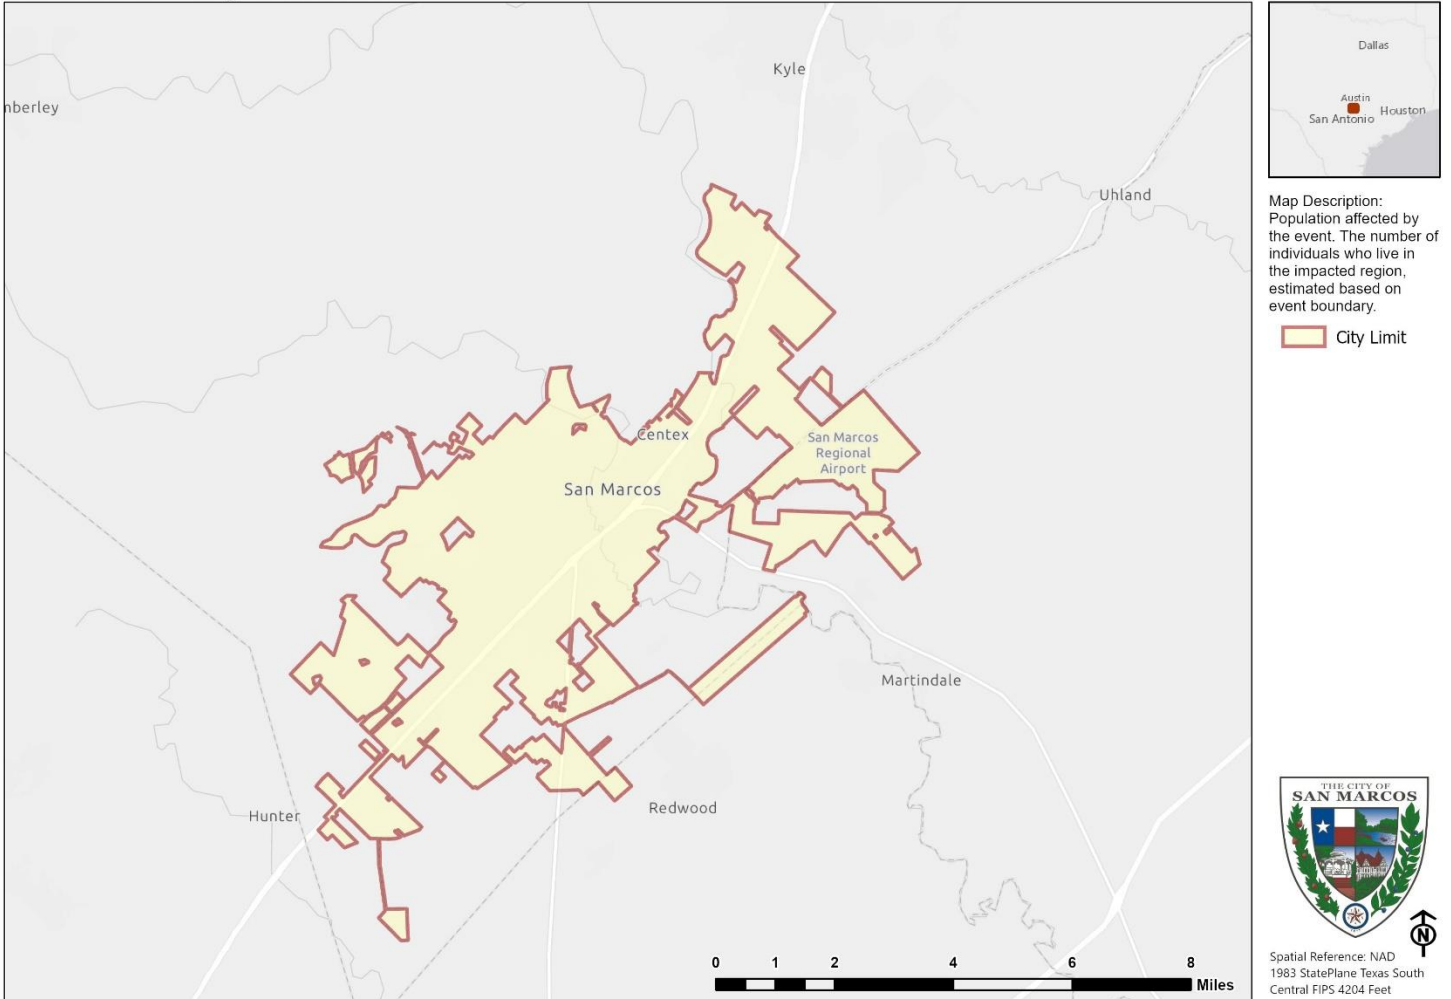 Kyle
nberley
Uhland
Centex
San Marcos
Regional
Airport
San Marcos
Martindale
Redwood
Hunter
0 1 2 4 6 8
Miles
Dallas
Austin
Houston
San Antonio
Map Description:
Population affected by
the event. The number of
individuals who live in
the impacted region,
estimated based on
event boundary.
City Limit
THE CITY OF
SAN MARCOS
N
Spatial Reference: NAD
1983 StatePlane Texas South
Central FIPS 4204 Feet